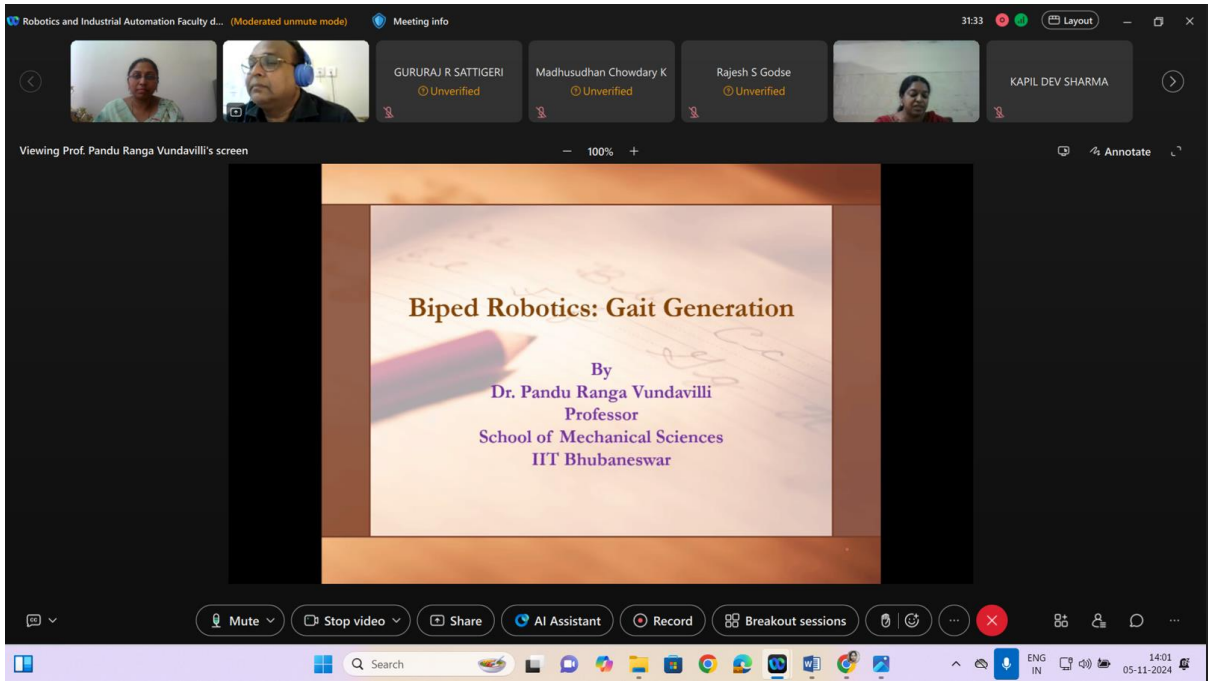 Robotics and Industrial Automation Faculty d... (Moderated unmute mode) Meeting info 31:33 Layout
GURURAJ R SATTIGERI
Unverified
Madhusudhan Chowdary K
Unverified
Rajesh S Godse
Unverified
KAPIL DEV SHARMA
Viewing Prof. Pandu Ranga Vundavilli's screen
100%
Annotate
Biped Robotics: Gait Generation
By
Dr. Pandu Ranga Vundavilli
Professor
School of Mechanical Sciences
IIT Bhubaneswar
Mute Stop video Share AI Assistant Record Breakout sessions
Search
ENG
IN
14:01
05-11-2024